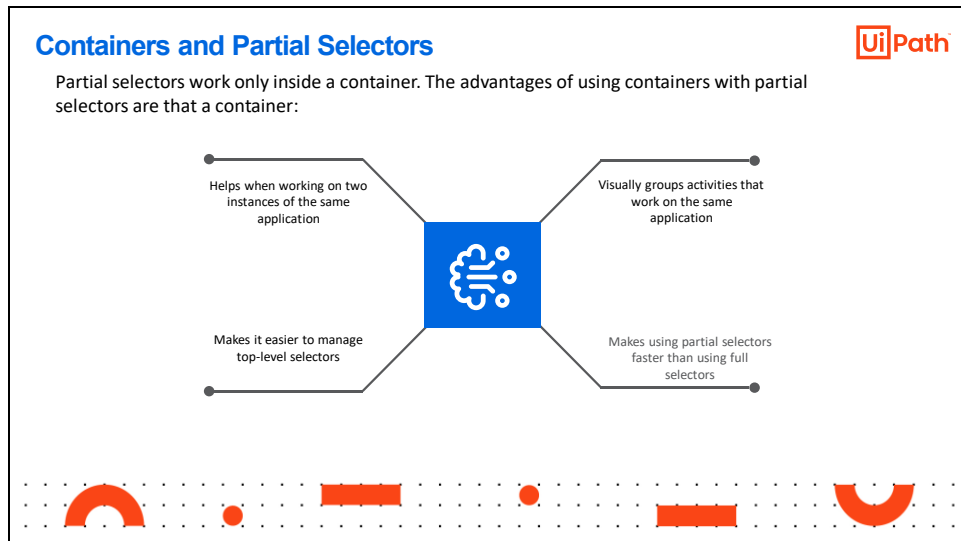 Containers and Partial Selectors
UiPath
Partial selectors work only inside a container. The advantages of using containers with partial
selectors are that a container:
Helps when working on two
instances of the same
application
Visually groups activities that
work on the same
application
Makes it easier to manage
top-level selectors
Makes using partial selectors
faster than using full
selectors